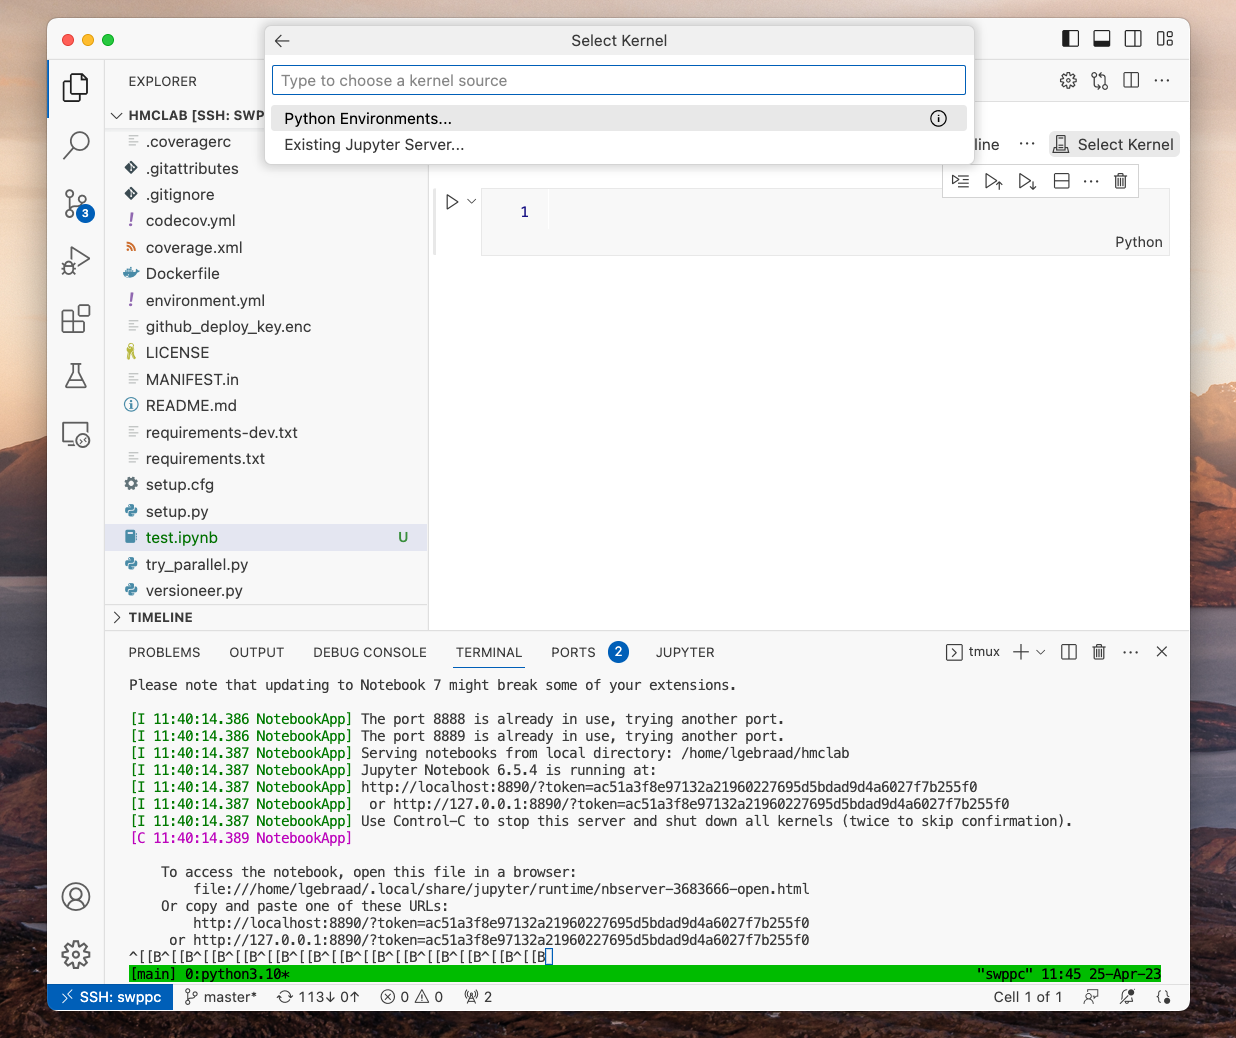 Select Kernel
Type to choose a kernel source
Python Environments...
Existing Jupyter Server...
EXPLORER
HMCLAB [SSH: SWP
.coveragerc
.gitattributes
.gitignore
codecov.yml
coverage.xml
Dockerfile
environment.yml
github_deploy_key.enc
LICENSE
MANIFEST.in
README.md
requirements-dev.txt
requirements.txt
setup.cfg
setup.py
test.ipynb U
try_parallel.py
versioneer.py
TIMELINE
3
line ··· Select Kernel
1
Python
PROBLEMS OUTPUT DEBUG CONSOLE TERMINAL PORTS 2 JUPYTER
tmux
Please note that updating to Notebook 7 might break some of your extensions.
[I 11:40:14.386 NotebookApp] The port 8888 is already in use, trying another port.
[I 11:40:14.386 NotebookApp] The port 8889 is already in use, trying another port.
[I 11:40:14.387 NotebookApp] Serving notebooks from local directory: /home/lgebraad/hmclab
[I 11:40:14.387 NotebookApp] Jupyter Notebook 6.5.4 is running at:
[I 11:40:14.387 NotebookApp] http://localhost:8890/?token=ac51a3f8e97132a21960227695d5bdad9d4a6027f7b255f0
[I 11:40:14.387 NotebookApp]  or http://127.0.0.1:8890/?token=ac51a3f8e97132a21960227695d5bdad9d4a6027f7b255f0
[I 11:40:14.387 NotebookApp] Use Control-C to stop this server and shut down all kernels (twice to skip confirmation).
[C 11:40:14.389 NotebookApp]
To access the notebook, open this file in a browser:
file:///home/lgebraad/.local/share/jupyter/runtime/nbserver-3683666-open.html
Or copy and paste one of these URLs:
http://localhost:8890/?token=ac51a3f8e97132a21960227695d5bdad9d4a6027f7b255f0
or http://127.0.0.1:8890/?token=ac51a3f8e97132a21960227695d5bdad9d4a6027f7b255f0
^[[B^[[B^[[B^[[B^[[B^[[B^[[B^[[B^[[B^[[B^[[B^[[B
[main] 0:python3.10* "swppc" 11:45 25-Apr-23
SSH: swppc master* 113↓ 0↑ 0 0 2 Cell 1 of 1